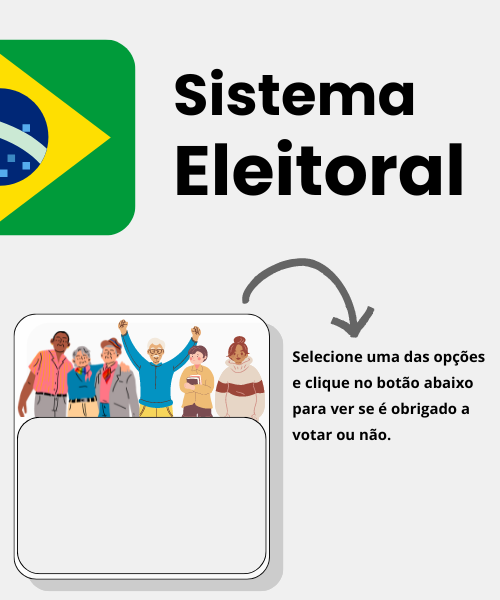 Sistema
Eleitoral
Selecione uma das opções
e clique no botão abaixo
para ver se é obrigado a
votar ou não.